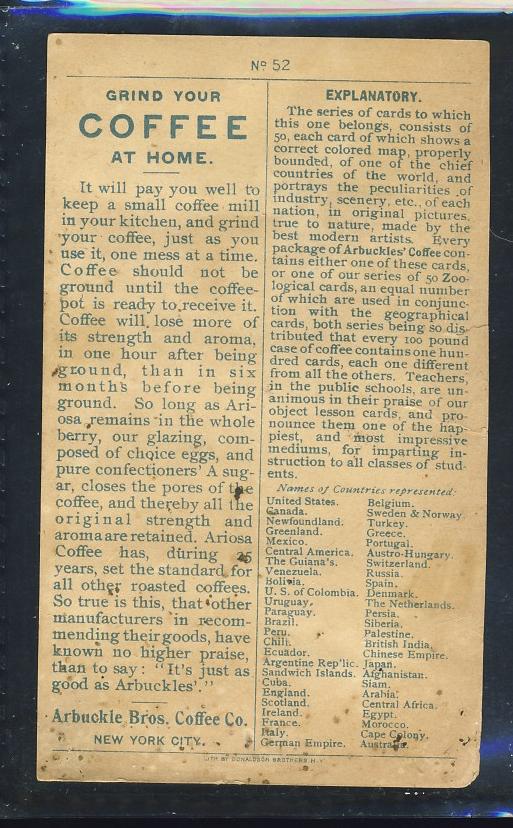 Nº 52
GRIND YOUR
COFFEE
AT HOME.
It will pay you well to
keep a small coffee mill
in your kitchen, and grind
your coffee, just as you
use it, one mess at a time.
Coffee should not be
ground until the coffee-
pot is ready to receive it.
Coffee will lose more of
its strength and aroma,
in one hour after being
ground, than in six
months before being
ground. So long as Ari-
osa remains in the whole
berry, our glazing, com-
posed of choice eggs, and
pure confectioners' A sug-
ar, closes the pores of the
coffee, and thereby all the
original strength and
aroma are retained. Ariosa
Coffee has, during 25
years, set the standard for
all other roasted coffees.
So true is this, that other
manufacturers in recom-
mending their goods, have
known no higher praise,
than to say: "It's just as
good as Arbuckles'."
Arbuckle Bros. Coffee Co.
NEW YORK CITY.
EXPLANATORY.
The series of cards to which
this one belongs, consists of
50, each card of which shows a
correct colored map, properly
bounded, of one of the chief
countries of the world, and
portrays the peculiarities of
industry, scenery, etc., of each
nation, in original pictures,
true to nature, made by the
best modern artists. Every
package of Arbuckles' Coffee con-
tains either one of these cards,
or one of our series of 50 Zoo-
logical cards, an equal number
of which are used in conjunc-
tion with the geographical
cards, both series being so dis-
tributed that every 100 pound
case of coffee contains one hun-
dred cards, each one different
from all the others. Teachers,
in the public schools, are un-
animous in their praise of our
object lesson cards, and pro-
nounce them one of the hap-
piest, and most impressive
mediums, for imparting in-
struction to all classes of stud-
ents.
Names of Countries represented:
United States.
Canada.
Newfoundland.
Greenland.
Mexico.
Central America.
The Guiana's.
Venezuela.
Bolivia.
U. S. of Colombia.
Uruguay.
Paraguay.
Brazil.
Peru.
Chili.
Ecuador.
Argentine Rep'lic.
Sandwich Islands.
Cuba.
England.
Scotland.
Ireland.
France.
Italy.
German Empire.
Belgium.
Sweden & Norway
Turkey.
Greece.
Portugal.
Austro-Hungary.
Switzerland.
Russia.
Spain.
Denmark.
The Netherlands.
Persia.
Siberia.
Palestine.
British India.
Chinese Empire.
Japan.
Afghanistan.
Siam.
Arabia.
Central Africa.
Egypt.
Morocco.
Cape Colony.
Australia.
LITH BY DONALDSON BROTHERS N.Y.